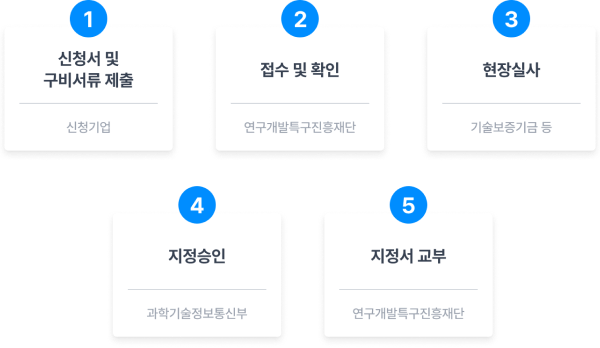 1
신청서 및
구비서류 제출
신청기업
2
접수 및 확인
연구개발특구진흥재단
3
현장실사
기술보증기금 등
4
지정승인
과학기술정보통신부
5
지정서 교부
연구개발특구진흥재단